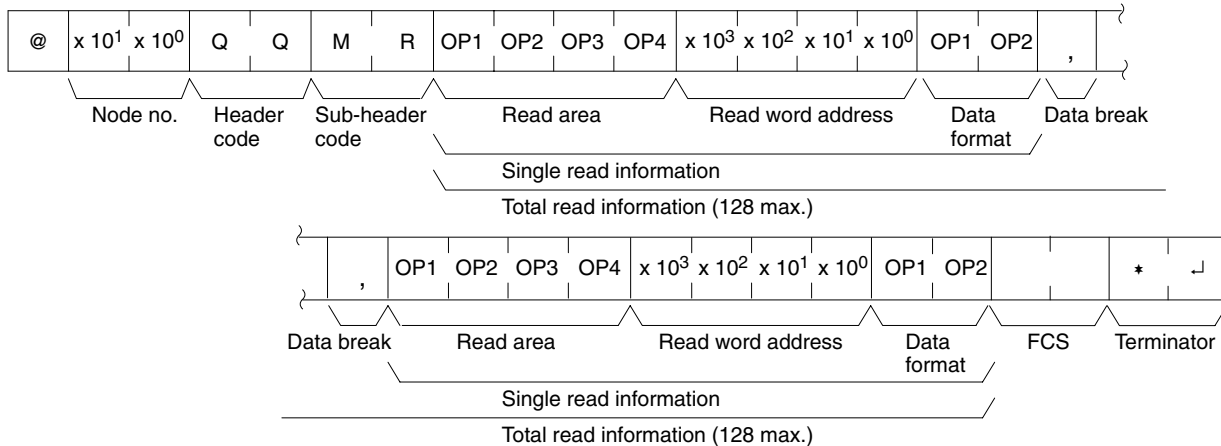 @ x 10¹ x 10⁰ Q Q M R OP1 OP2 OP3 OP4 x 10³ x 10² x 10¹ x 10⁰ OP1 OP2 ,
Node no. Header code Sub-header code Read area Read word address Data format Data break
Single read information
Total read information (128 max.)
, OP1 OP2 OP3 OP4 x 10³ x 10² x 10¹ x 10⁰ OP1 OP2 * ↵
Data break Read area Read word address Data format FCS Terminator
Single read information
Total read information (128 max.)